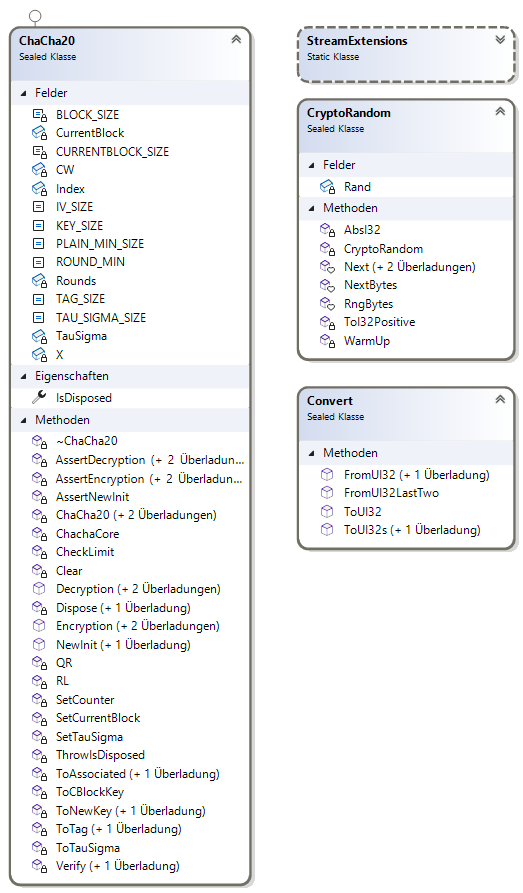 ChaCha20
Sealed Klasse
Felder
BLOCK_SIZE
CurrentBlock
CURRENTBLOCK_SIZE
CW
Index
IV_SIZE
KEY_SIZE
PLAIN_MIN_SIZE
ROUND_MIN
Rounds
TAG_SIZE
TAU_SIGMA_SIZE
TauSigma
X
Eigenschaften
IsDisposed
Methoden
~ChaCha20
AssertDecryption (+ 2 Überladun...
AssertEncryption (+ 2 Überladun...
AssertNewInit
ChaCha20 (+ 2 Überladungen)
ChachaCore
CheckLimit
Clear
Decryption (+ 2 Überladungen)
Dispose (+ 1 Überladung)
Encryption (+ 2 Überladungen)
NewInit (+ 1 Überladung)
QR
RL
SetCounter
SetCurrentBlock
SetTauSigma
ThrowIsDisposed
ToAssociated (+ 1 Überladung)
ToCBlockKey
ToNewKey (+ 1 Überladung)
ToTag (+ 1 Überladung)
ToTauSigma
Verify (+ 1 Überladung)
StreamExtensions
Static Klasse
CryptoRandom
Sealed Klasse
Felder
Rand
Methoden
AbsI32
CryptoRandom
Next (+ 2 Überladungen)
NextBytes
RngBytes
ToI32Positive
WarmUp
Convert
Sealed Klasse
Methoden
FromUI32 (+ 1 Überladung)
FromUI32LastTwo
ToUI32
ToUI32s (+ 1 Überladung)